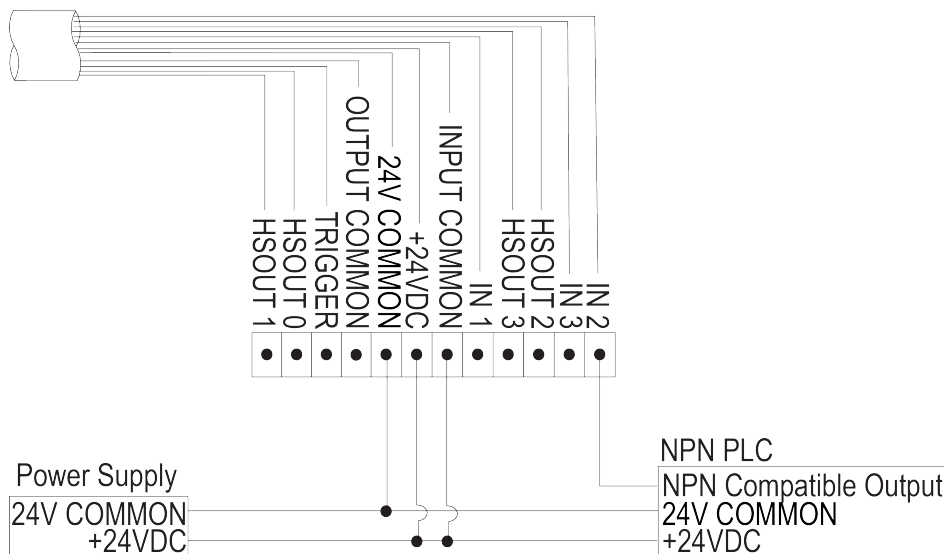 HSOUT 1
HSOUT 0
TRIGGER
OUTPUT COMMON
24V COMMON
+24VDC
INPUT COMMON
IN 1
HSOUT 3
HSOUT 2
IN 3
IN 2
Power Supply
24V COMMON
+24VDC
NPN PLC
NPN Compatible Output
24V COMMON
+24VDC